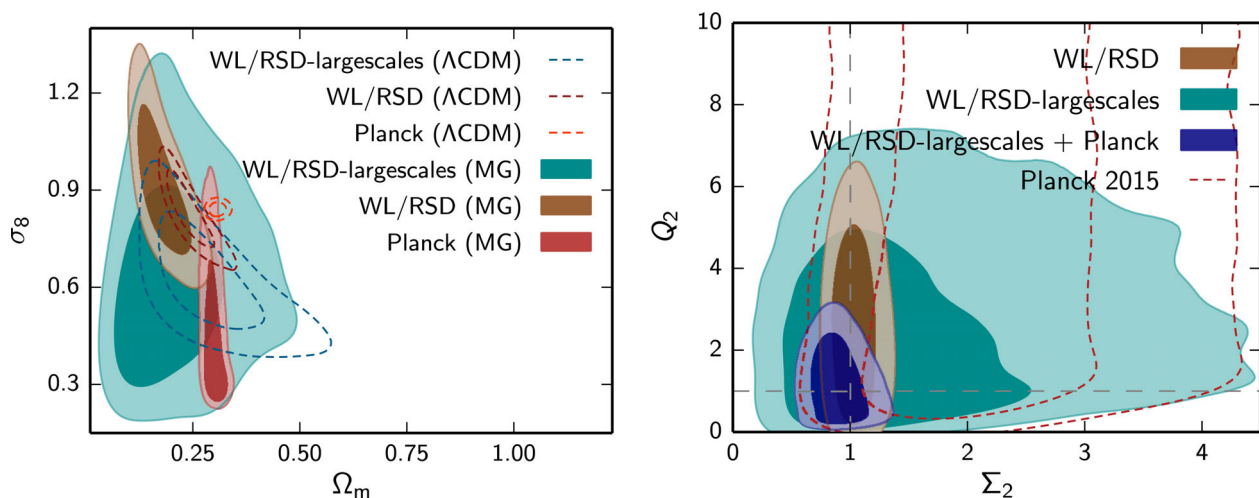 WL/RSD-largescales (ΛCDM)
WL/RSD (ΛCDM)
Planck (ΛCDM)
WL/RSD-largescales (MG)
WL/RSD (MG)
Planck (MG)
1.2
0.9
0.6
0.3
σ8
0.25
0.50
0.75
1.00
Ωm
WL/RSD
WL/RSD-largescales
WL/RSD-largescales + Planck
Planck 2015
10
8
6
4
2
0
Q2
0
1
2
3
4
Σ2